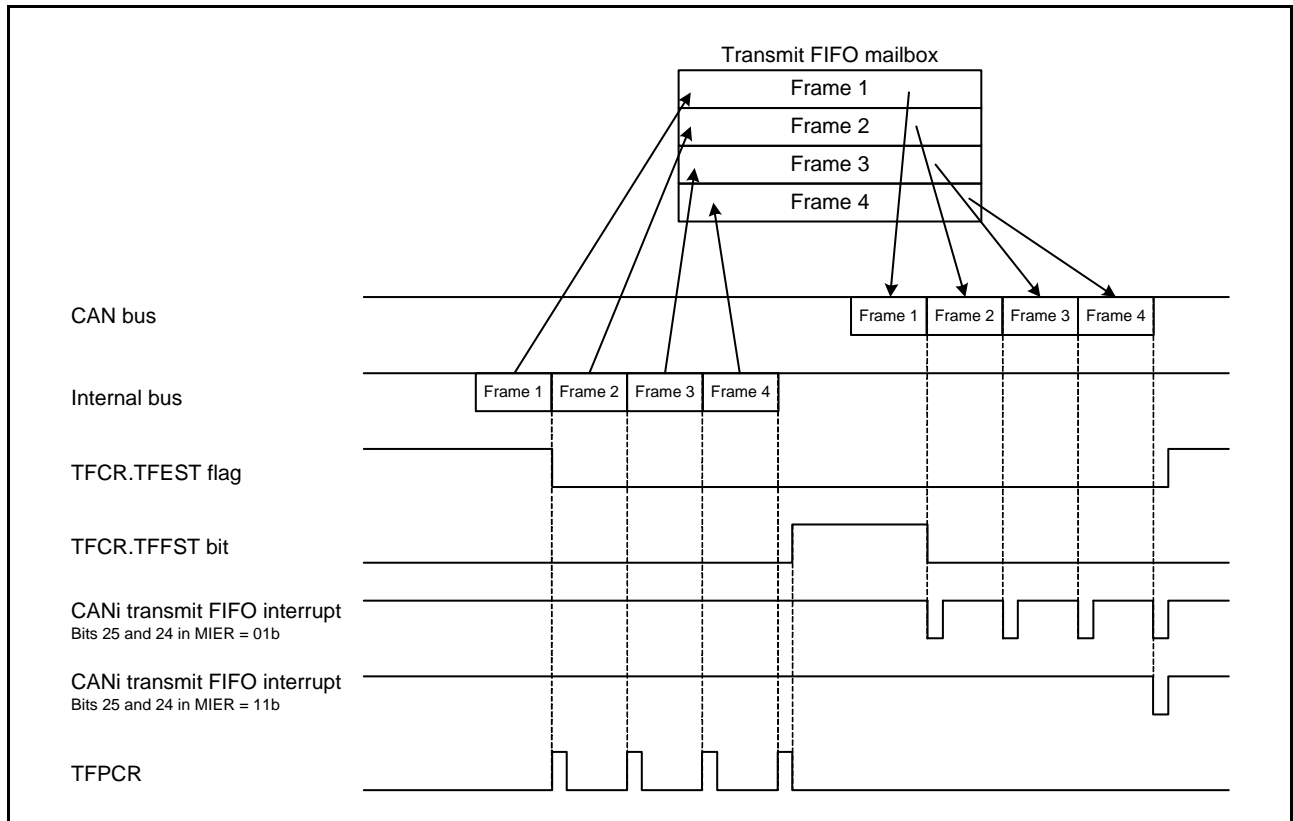 Transmit FIFO mailbox
Frame 1
Frame 2
Frame 3
Frame 4
CAN bus
Frame 1 Frame 2 Frame 3 Frame 4
Internal bus
Frame 1 Frame 2 Frame 3 Frame 4
TFCR.TFEST flag
TFCR.TFFST bit
CANi transmit FIFO interrupt
Bits 25 and 24 in MIER = 01b
CANi transmit FIFO interrupt
Bits 25 and 24 in MIER = 11b
TFPCR